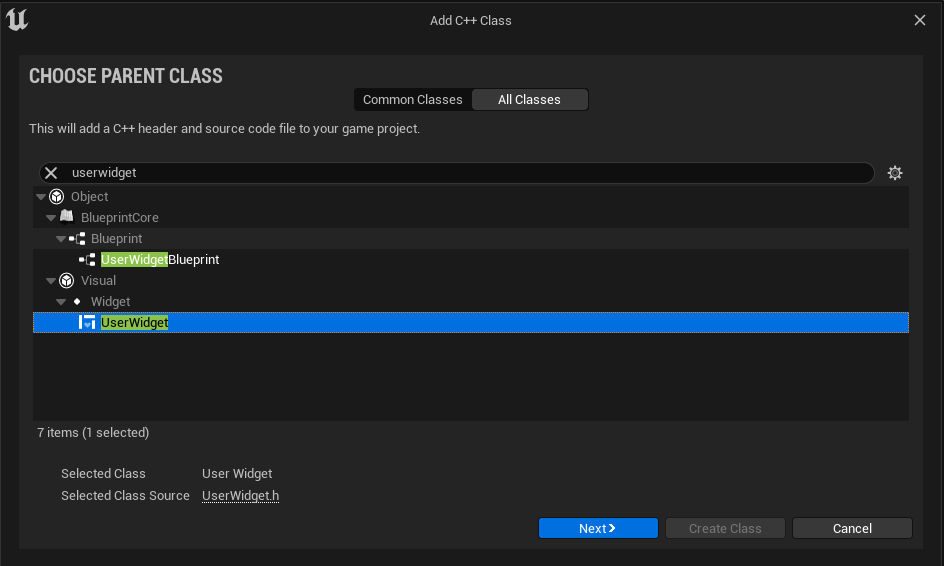 Add C++ Class
CHOOSE PARENT CLASS
Common Classes All Classes
This will add a C++ header and source code file to your game project.
userwidget
Object
BlueprintCore
Blueprint
UserWidgetBlueprint
Visual
Widget
UserWidget
7 items (1 selected)
Selected Class User Widget
Selected Class Source UserWidget.h
Next Create Class Cancel